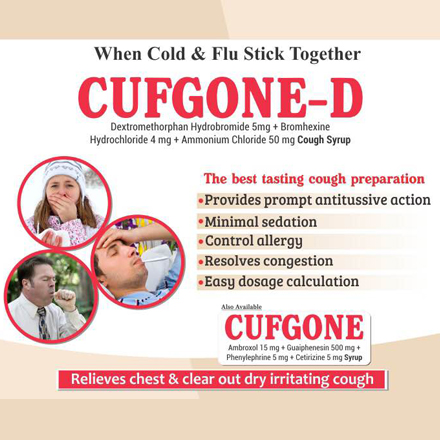 When Cold & Flu Stick Together
CUFGONE-D
Dextromethorphan Hydrobromide 5mg + Bromhexine
Hydrochloride 4 mg + Ammonium Chloride 50 mg Cough Syrup
The best tasting cough preparation
•Provides prompt antitussive action
•Minimal sedation
•Control allergy
•Resolves congestion
•Easy dosage calculation
Also Available
CUFGONE
Ambroxol 15 mg + Guaiphenesin 500 mg +
Phenylephrine 5 mg + Cetirizine 5 mg Syrup
Relieves chest & clear out dry irritating cough